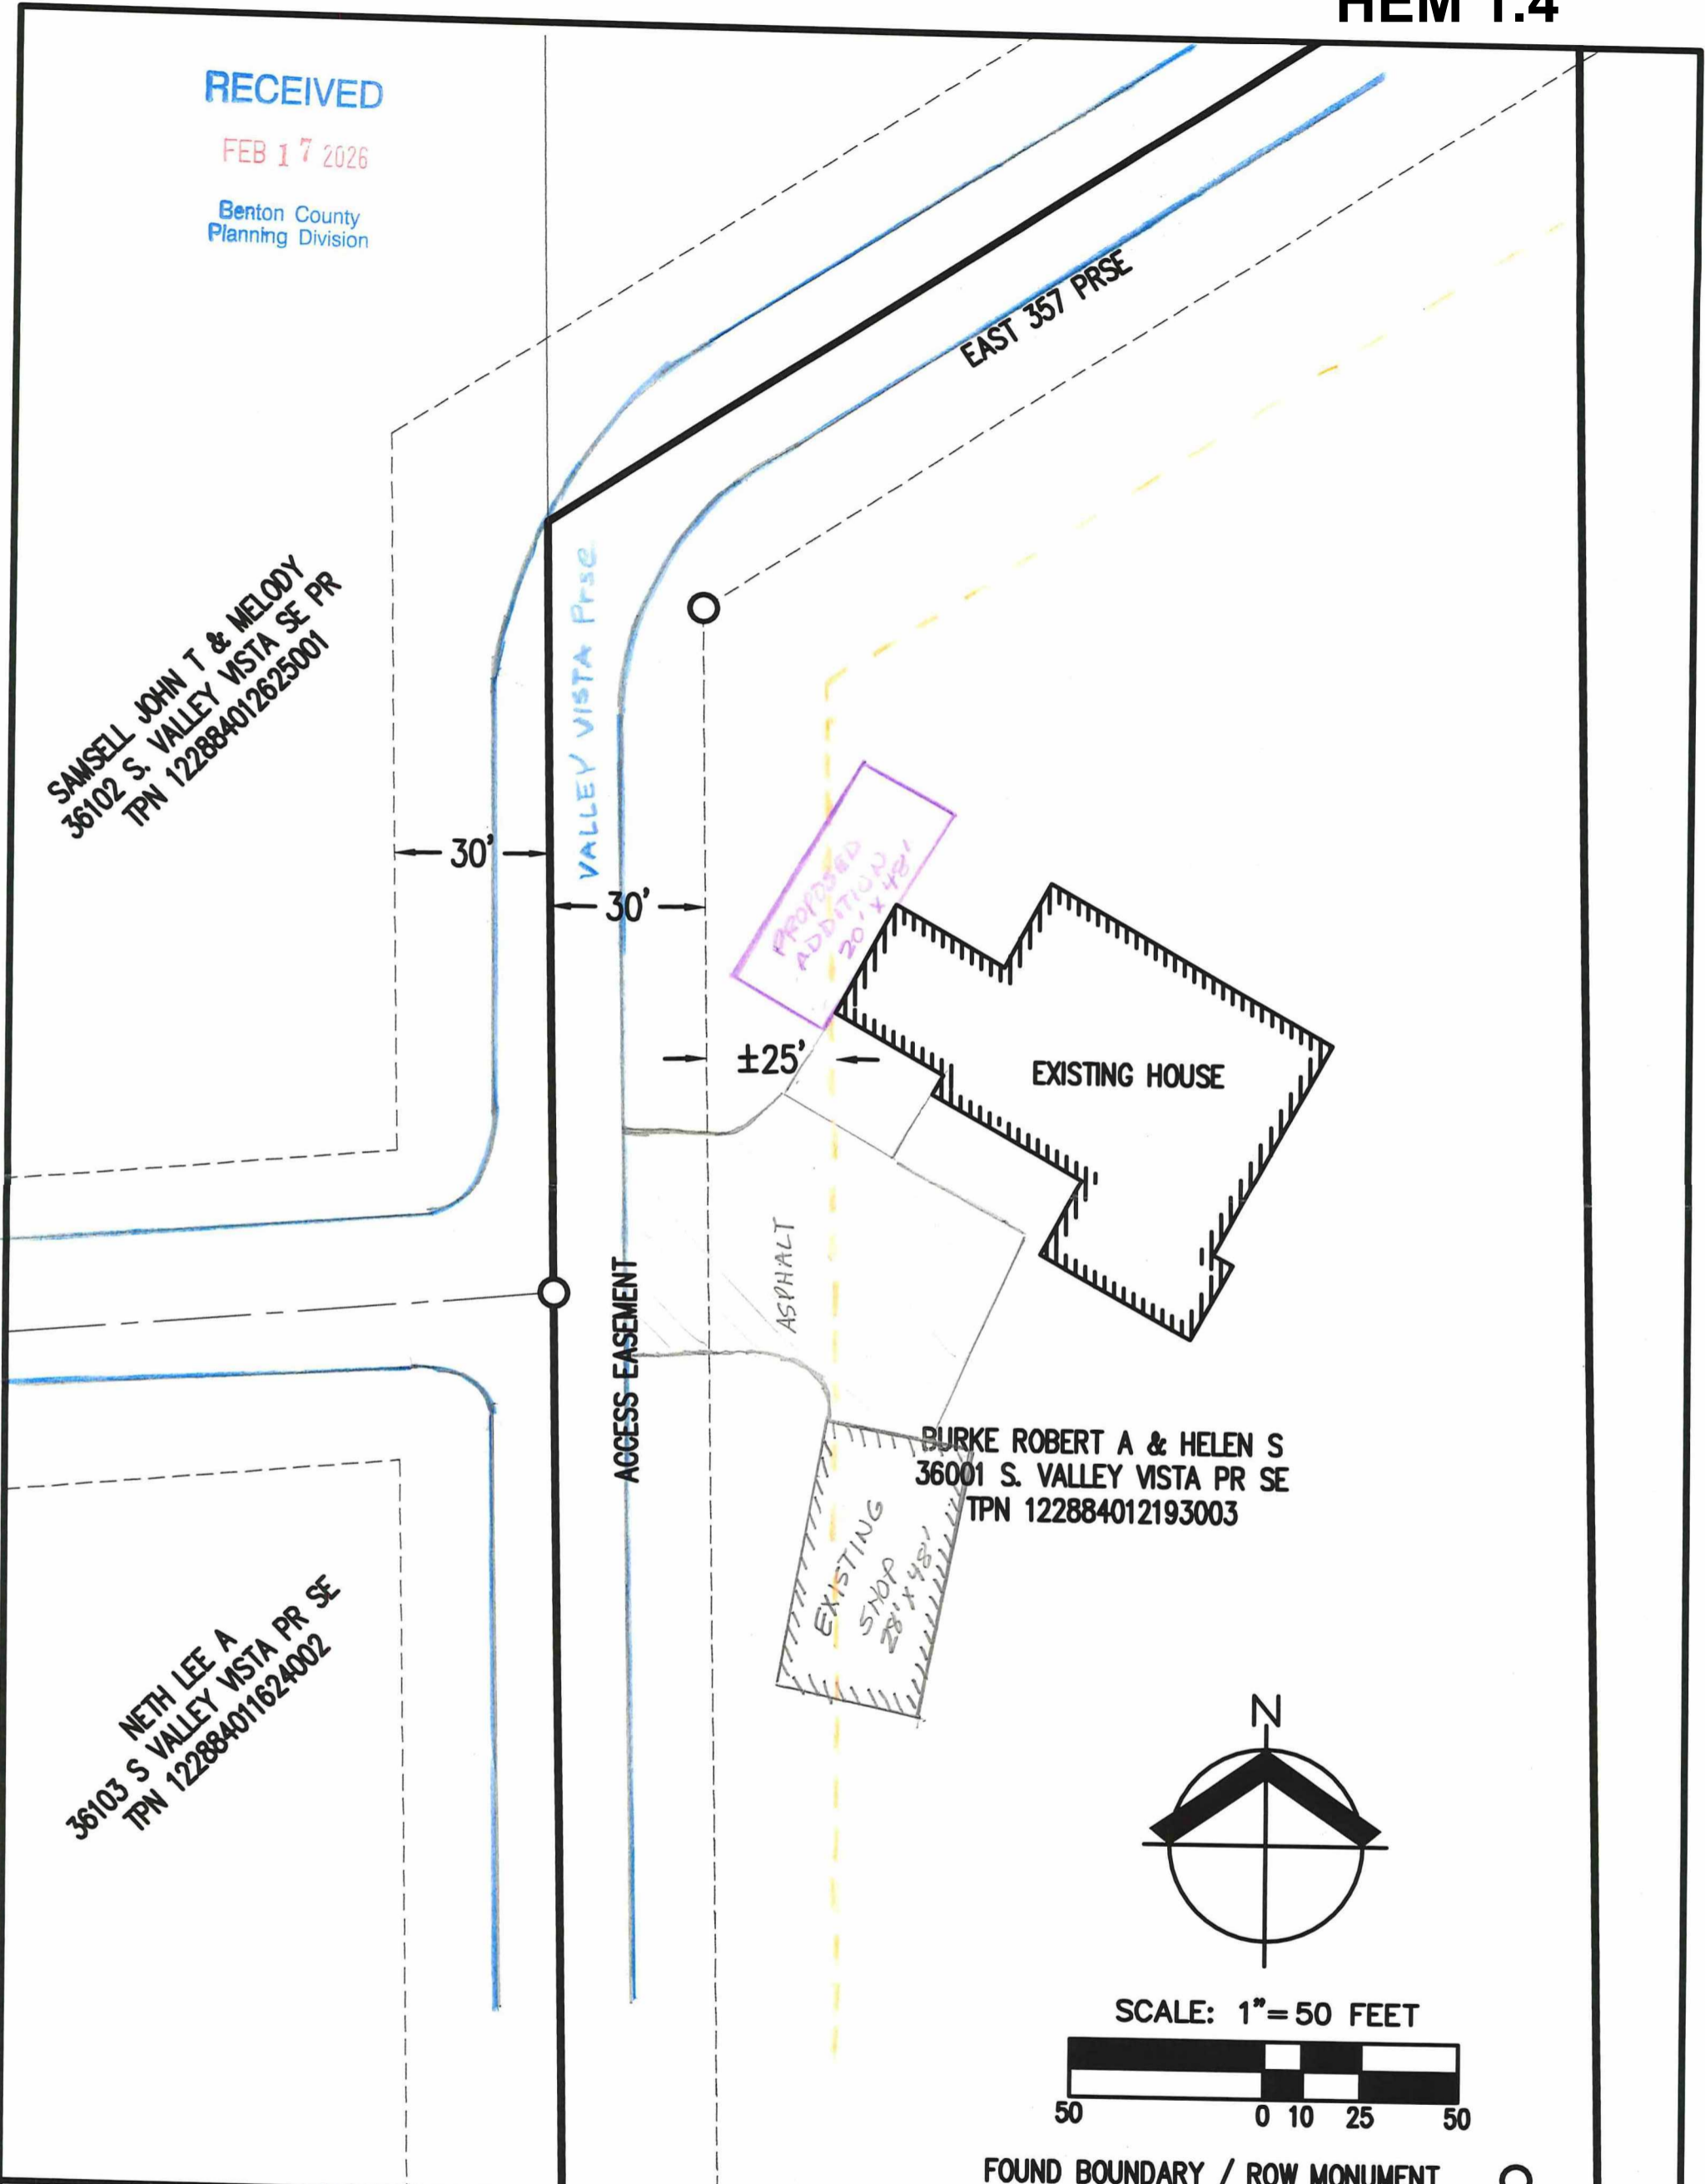 HEM 1.4
RECEIVED
FEB 17 2026
Benton County
Planning Division
EAST 357 PRSE
VALLEY VISTA Prse
SAMSELL JOHN T & MELODY
36102 S. VALLEY VISTA SE PR
TPN 122884012625001
30'
30'
PROPOSED
ADDITION
20' X 48'
±25'
EXISTING HOUSE
ASPHALT
ACCESS EASEMENT
BURKE ROBERT A & HELEN S
36001 S. VALLEY VISTA PR SE
TPN 122884012193003
EXISTING
SHOP
28' X 48'
NETH LEE A
36103 S VALLEY VISTA PR SE
TPN 122884011624002
N
SCALE: 1"= 50 FEET
50 0 10 25 50
FOUND BOUNDARY / ROW MONUMENT